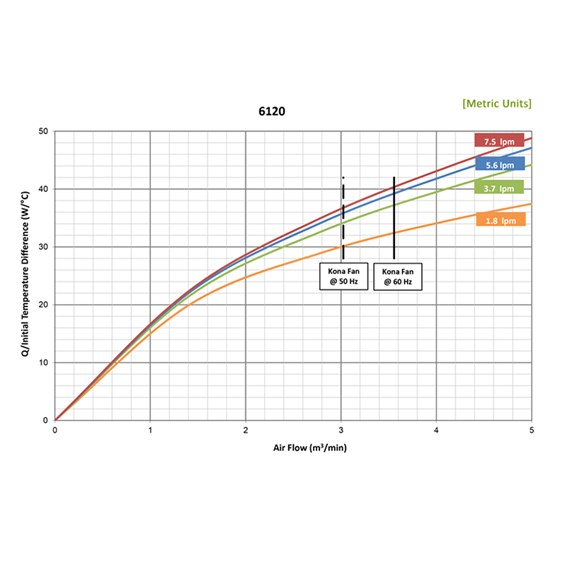 [Metric Units]
6120
Q/Initial Temperature Difference (W/°C)
50
40
30
20
10
0
7.5 lpm
5.6 lpm
3.7 lpm
1.8 lpm
Kona Fan
@ 50 Hz
Kona Fan
@ 60 Hz
0 1 2 3 4 5
Air Flow (m³/min)